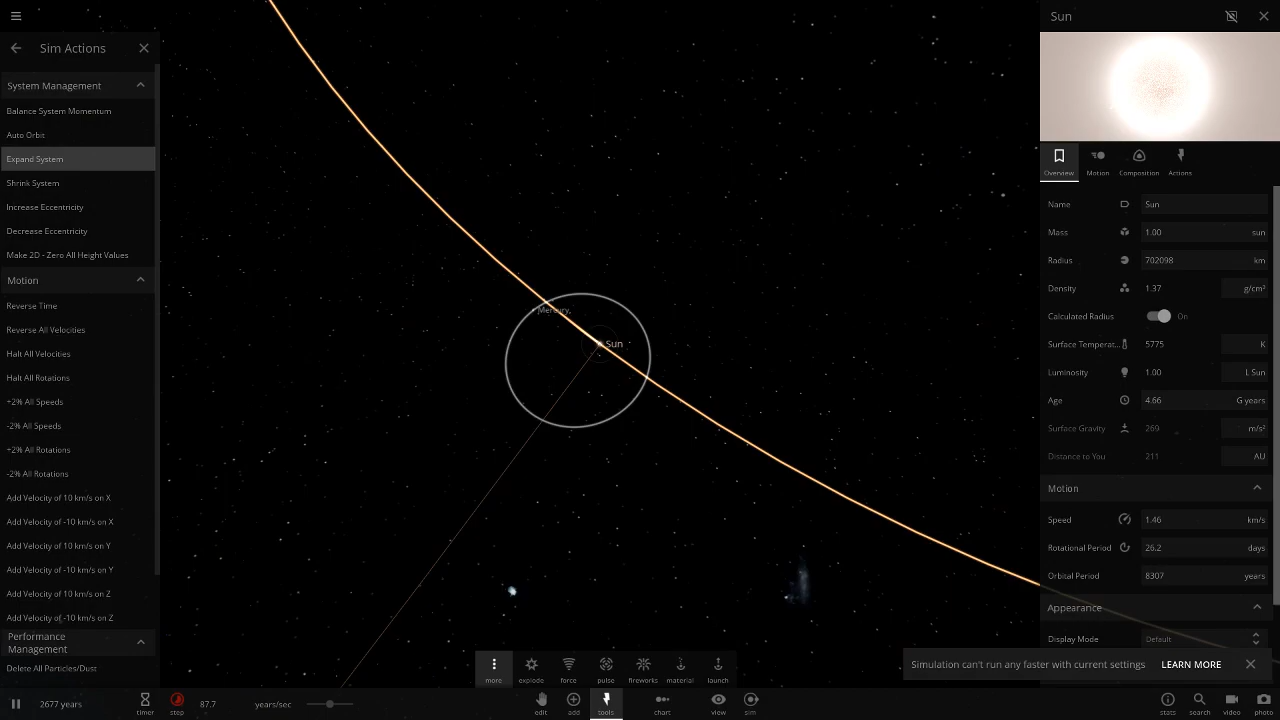 Sim Actions
System Management
Balance System Momentum
Auto Orbit
Expand System
Shrink System
Increase Eccentricity
Decrease Eccentricity
Make 2D - Zero All Height Values
Motion
Reverse Time
Reverse All Velocities
Halt All Velocities
Halt All Rotations
+2% All Speeds
-2% All Speeds
+2% All Rotations
-2% All Rotations
Add Velocity of 10 km/s on X
Add Velocity of -10 km/s on X
Add Velocity of 10 km/s on Y
Add Velocity of -10 km/s on Y
Add Velocity of 10 km/s on Z
Add Velocity of -10 km/s on Z
Performance
Management
Delete All Particles/Dust
Mercury
Sun
Sun
Overview Motion Composition Actions
Name Sun
Mass 1.00 sun
Radius 702098 km
Density 1.37 g/cm³
Calculated Radius On
Surface Temperat... 5775 K
Luminosity 1.00 L Sun
Age 4.66 G years
Surface Gravity 269 m/s²
Distance to You 211 AU
Motion
Speed 1.46 km/s
Rotational Period 26.2 days
Orbital Period 8307 years
Appearance
Display Mode Default
Simulation can't run any faster with current settings LEARN MORE
more explode force pulse fireworks material launch
2677 years timer step 87.7 years/sec edit add tools chart view sim stats search video photo